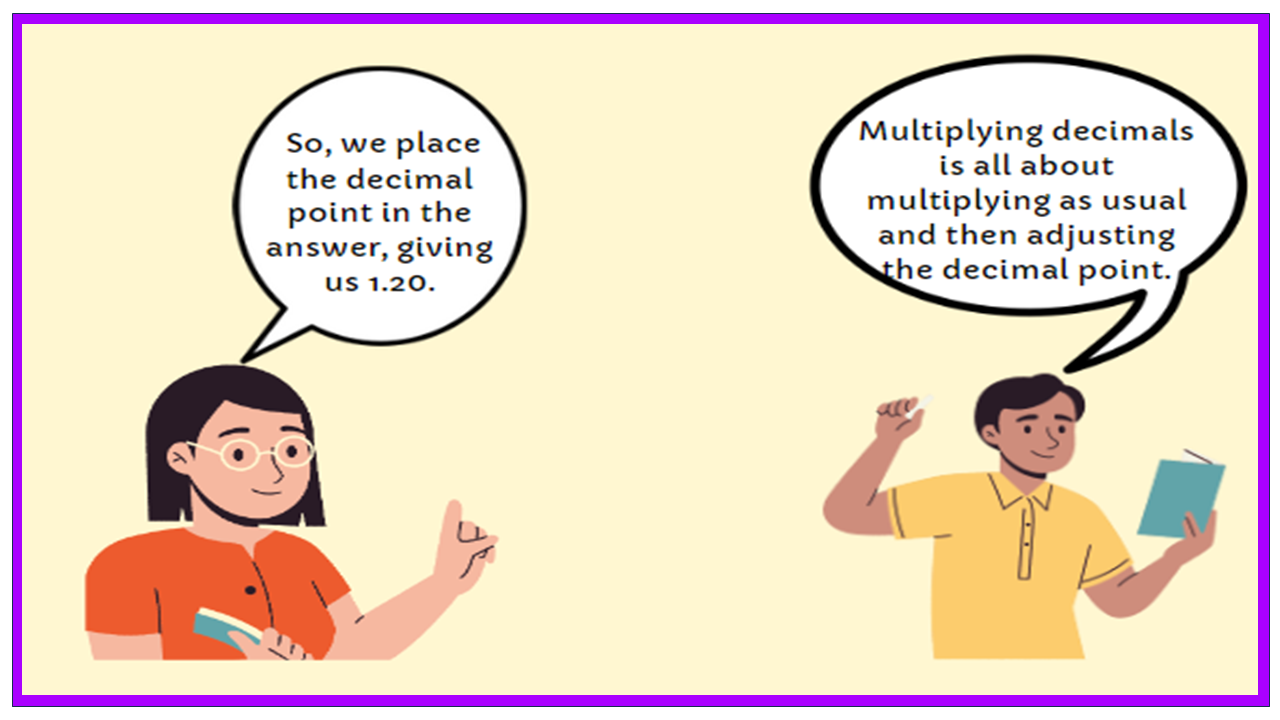 So, we place
the decimal
point in the
answer, giving
us 1.20.
Multiplying decimals
is all about
multiplying as usual
and then adjusting
the decimal point.